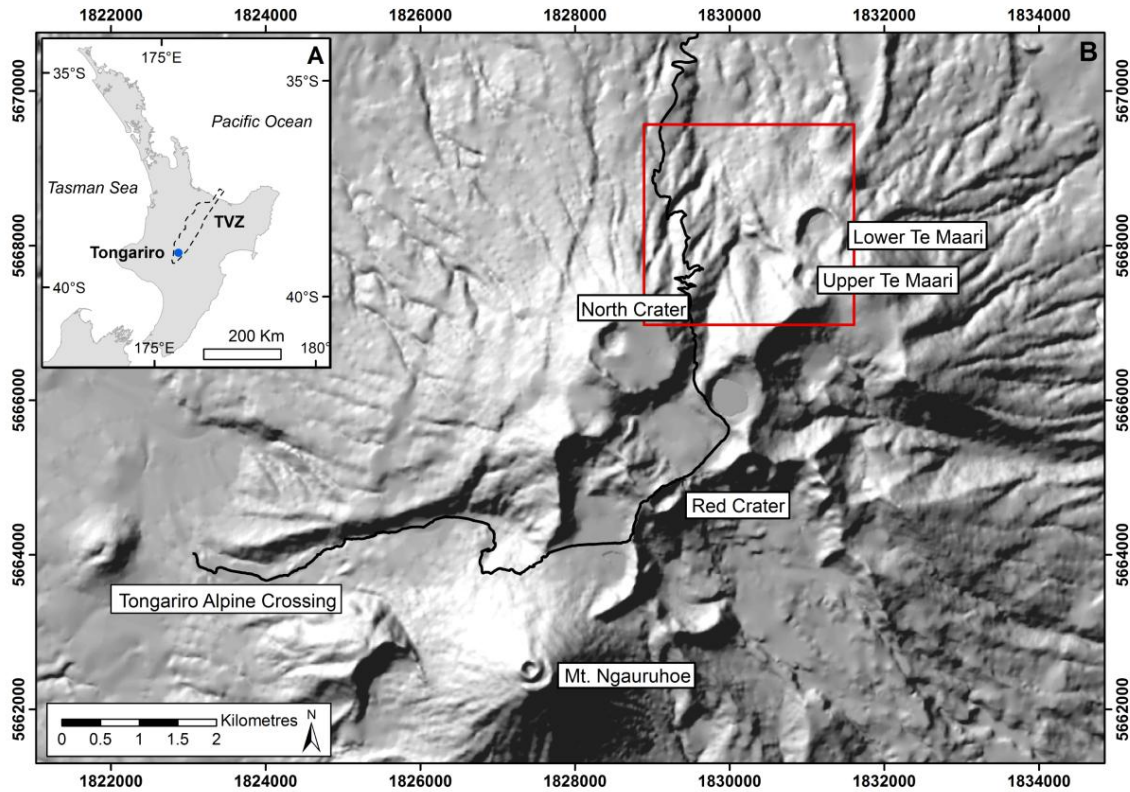 1822000 1824000 1826000 1828000 1830000 1832000 1834000
A
175°E
35°S
35°S
Pacific Ocean
Tasman Sea
TVZ
Tongariro
40°S
40°S
200 Km
175°E
180°
B
5670000
5670000
5668000
5668000
5666000
5666000
5664000
5664000
5662000
5662000
Lower Te Maari
Upper Te Maari
North Crater
Red Crater
Tongariro Alpine Crossing
Mt. Ngauruhoe
Kilometres
N
0 0.5 1 1.5 2
1822000 1824000 1826000 1828000 1830000 1832000 1834000